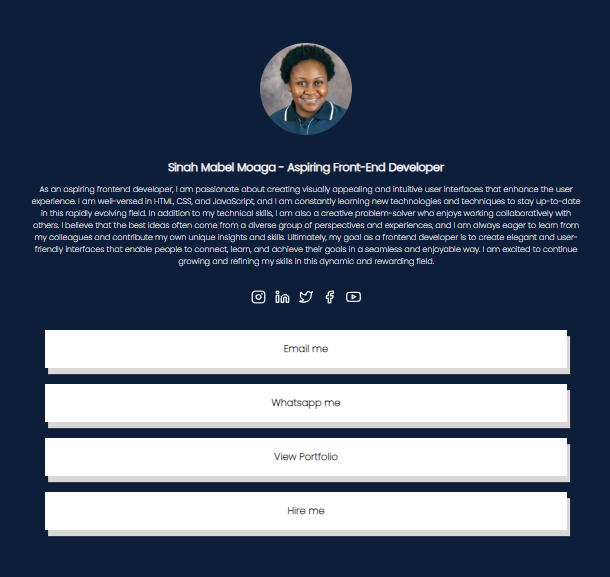 Sinah Mabel Moaga - Aspiring Front-End Developer
As an aspiring frontend developer, I am passionate about creating visually appealing and intuitive user interfaces that enhance the user
experience. I am well-versed in HTML, CSS, and JavaScript, and I am constantly learning new technologies and techniques to stay up-to-date
in this rapidly evolving field. In addition to my technical skills, I am also a creative problem-solver who enjoys working collaboratively with
others. I believe that the best ideas often come from a diverse group of perspectives and experiences, and I am always eager to learn from
my colleagues and contribute my own unique insights and skills. Ultimately, my goal as a frontend developer is to create elegant and user-
friendly interfaces that enable people to connect, learn, and achieve their goals in a seamless and enjoyable way. I am excited to continue
growing and refining my skills in this dynamic and rewarding field.
Email me
Whatsapp me
View Portfolio
Hire me